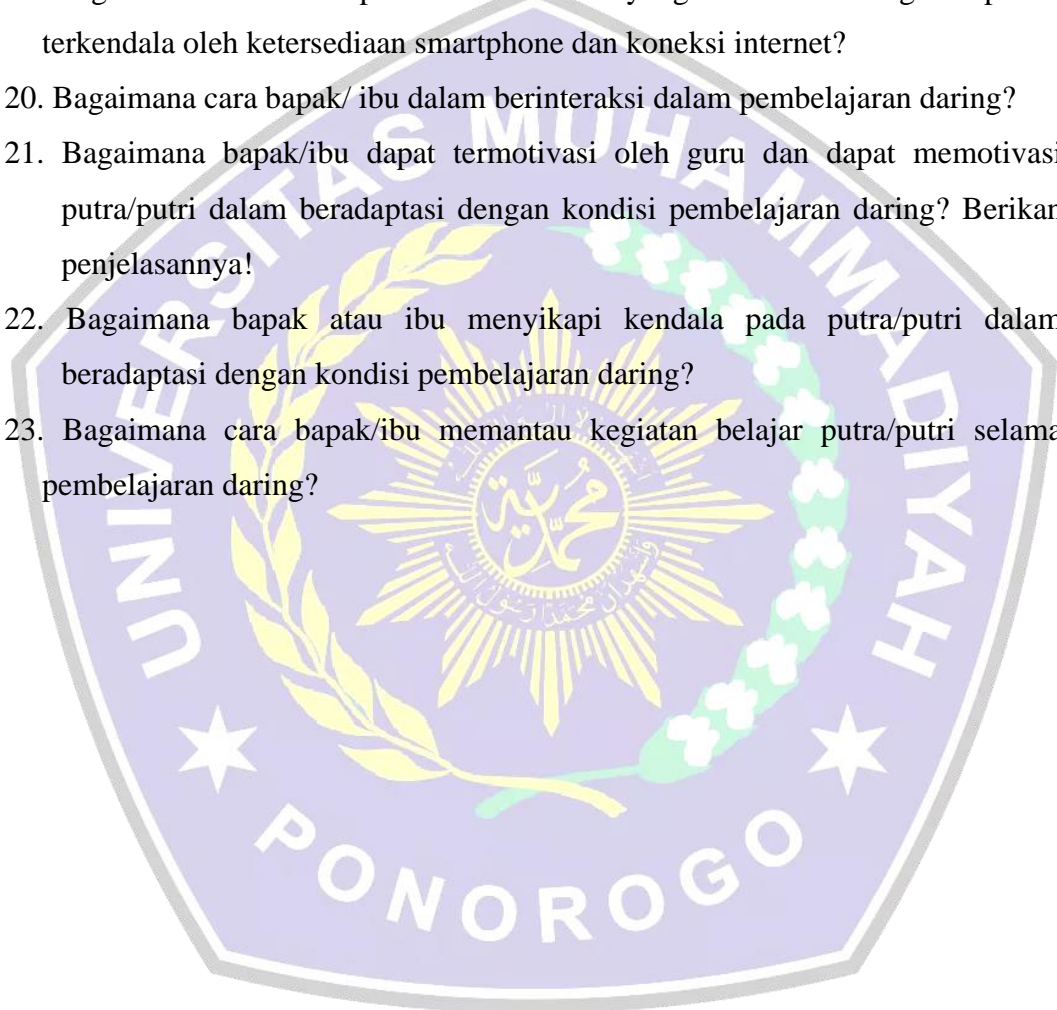 terkendala oleh ketersediaan smartphone dan koneksi internet?
20. Bagaimana cara bapak/ ibu dalam berinteraksi dalam pembelajaran daring?
21. Bagaimana bapak/ibu dapat termotivasi oleh guru dan dapat memotivasi
putra/putri dalam beradaptasi dengan kondisi pembelajaran daring? Berikan
penjelasannya!
22. Bagaimana bapak atau ibu menyikapi kendala pada putra/putri dalam
beradaptasi dengan kondisi pembelajaran daring?
23. Bagaimana cara bapak/ibu memantau kegiatan belajar putra/putri selama
pembelajaran daring?
UNIVERSITAS MUHAMMADIYAH
PONOROGO